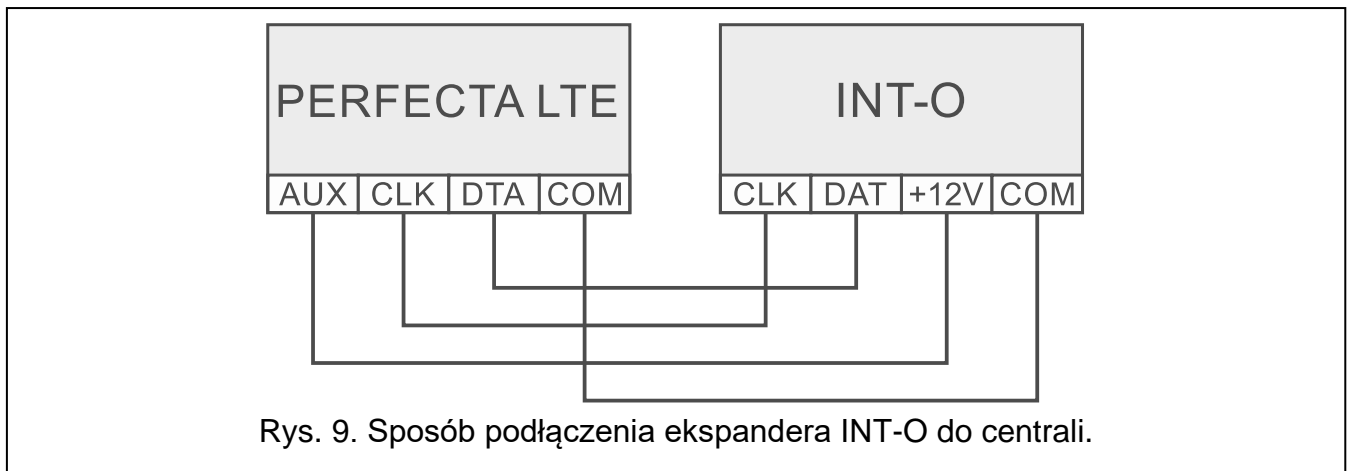 PERFECTA LTE INT-O
AUX CLK DTA COM CLK DAT +12V COM
Rys. 9. Sposób podłączenia ekspandera INT-O do centrali.